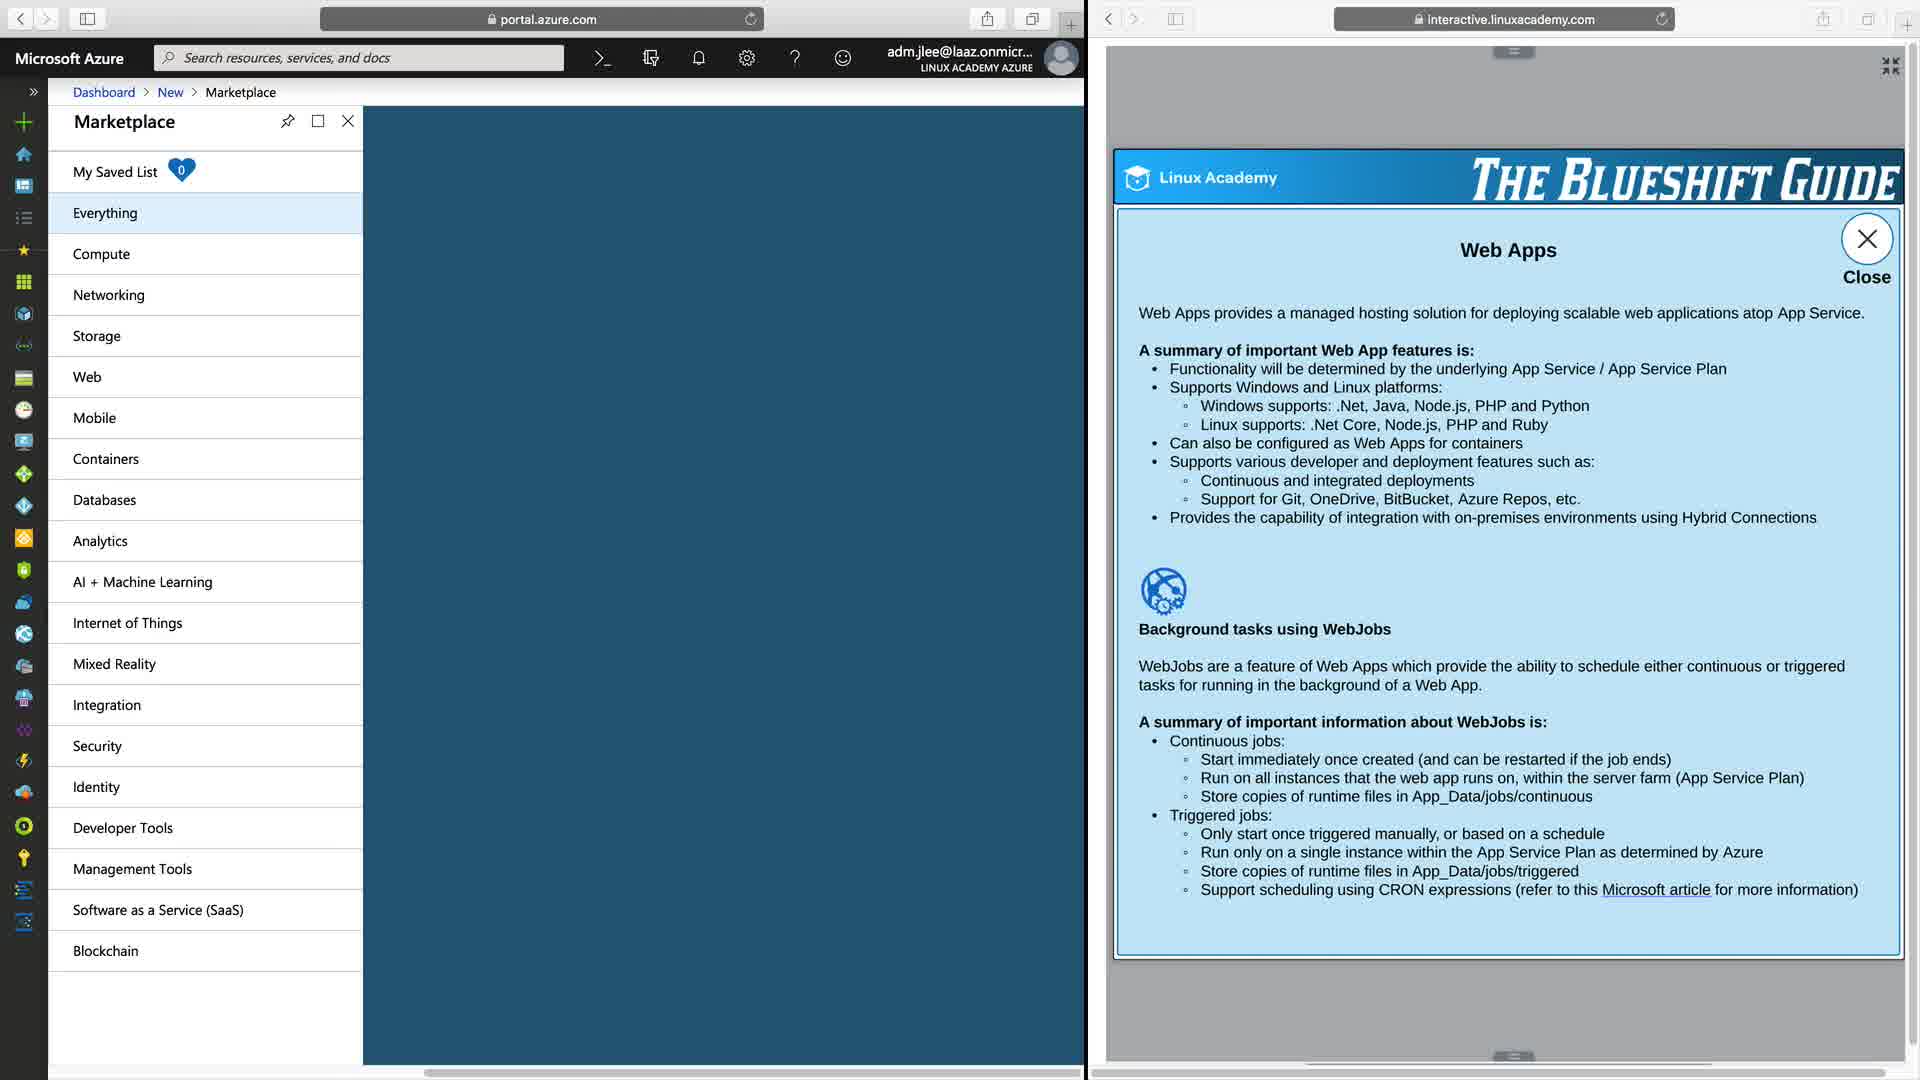 portal.azure.com
Microsoft Azure
Search resources, services, and docs
adm.jlee@laaz.onmicr...
LINUX ACADEMY AZURE
Dashboard > New > Marketplace
Marketplace
My Saved List 0
Everything
Compute
Networking
Storage
Web
Mobile
Containers
Databases
Analytics
AI + Machine Learning
Internet of Things
Mixed Reality
Integration
Security
Identity
Developer Tools
Management Tools
Software as a Service (SaaS)
Blockchain
interactive.linuxacademy.com
Linux Academy
THE BLUESHIFT GUIDE
Web Apps
Close
Web Apps provides a managed hosting solution for deploying scalable web applications atop App Service.
A summary of important Web App features is:
• Functionality will be determined by the underlying App Service / App Service Plan
• Supports Windows and Linux platforms:
◦ Windows supports: .Net, Java, Node.js, PHP and Python
◦ Linux supports: .Net Core, Node.js, PHP and Ruby
• Can also be configured as Web Apps for containers
• Supports various developer and deployment features such as:
◦ Continuous and integrated deployments
◦ Support for Git, OneDrive, BitBucket, Azure Repos, etc.
• Provides the capability of integration with on-premises environments using Hybrid Connections
Background tasks using WebJobs
WebJobs are a feature of Web Apps which provide the ability to schedule either continuous or triggered
tasks for running in the background of a Web App.
A summary of important information about WebJobs is:
• Continuous jobs:
◦ Start immediately once created (and can be restarted if the job ends)
◦ Run on all instances that the web app runs on, within the server farm (App Service Plan)
◦ Store copies of runtime files in App_Data/jobs/continuous
• Triggered jobs:
◦ Only start once triggered manually, or based on a schedule
◦ Run only on a single instance within the App Service Plan as determined by Azure
◦ Store copies of runtime files in App_Data/jobs/triggered
◦ Support scheduling using CRON expressions (refer to this Microsoft article for more information)